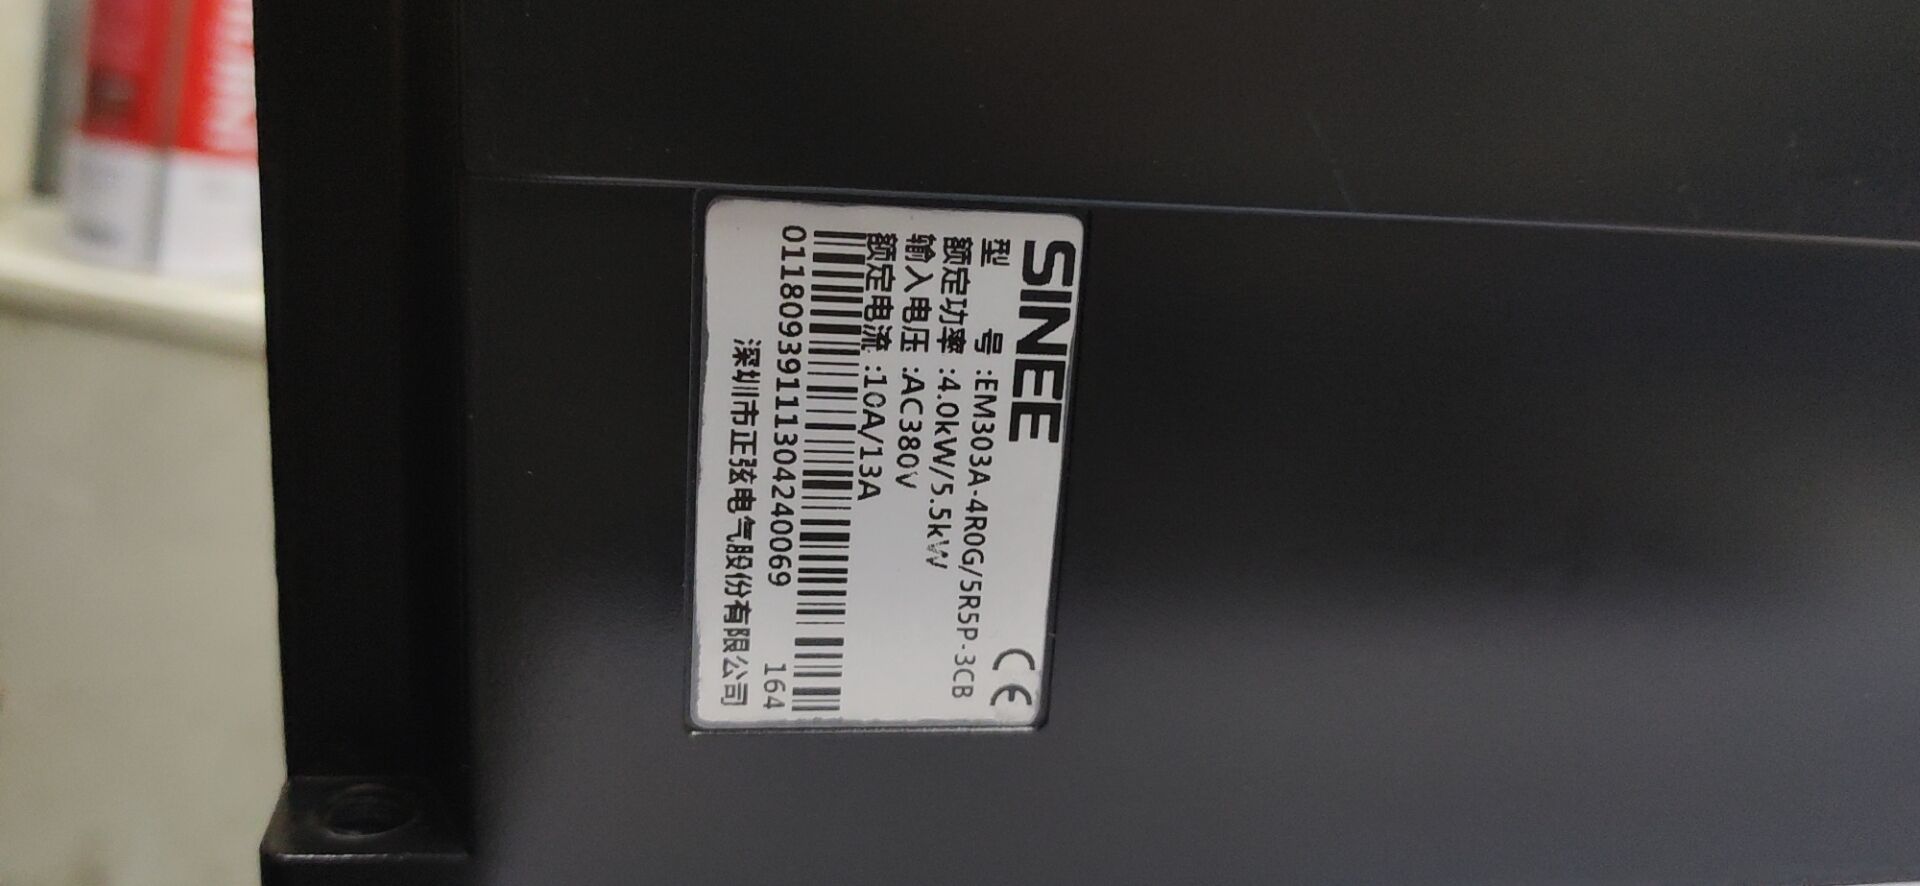 SINEE
型 号:EM303A-4R0G/5R5P-3CB
额定功率:4.0kW/5.5kW
输入电压:AC380V
额定电流:10A/13A
01180939111304240069 164
深圳市正弦电气股份有限公司